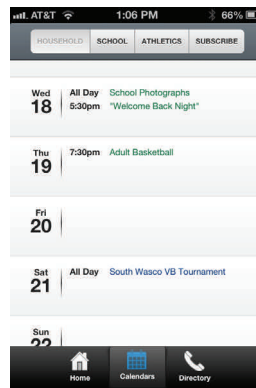 AT&T 1:06 PM 66%
HOUSEHOLD SCHOOL ATHLETICS SUBSCRIBE
Wed 18 All Day School Photographs
5:30pm "Welcome Back Night"
Thu 19 7:30pm Adult Basketball
Fri 20
Sat 21 All Day South Wasco VB Tournament
Sun 22
Home Calendars Directory